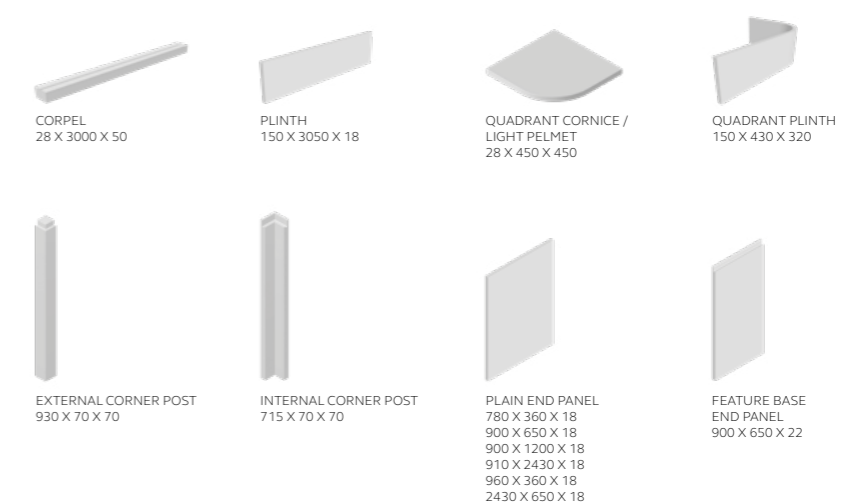 CORPEL
28 X 3000 X 50
PLINTH
150 X 3050 X 18
QUADRANT CORNICE /
LIGHT PELMET
28 X 450 X 450
QUADRANT PLINTH
150 X 430 X 320
EXTERNAL CORNER POST
930 X 70 X 70
INTERNAL CORNER POST
715 X 70 X 70
PLAIN END PANEL
780 X 360 X 18
900 X 650 X 18
900 X 1200 X 18
910 X 2430 X 18
960 X 360 X 18
2430 X 650 X 18
FEATURE BASE
END PANEL
900 X 650 X 22